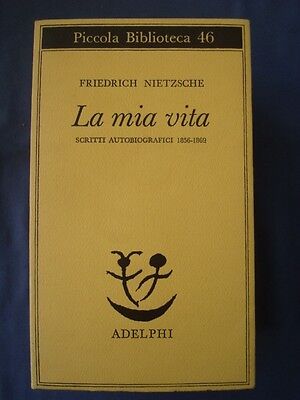 Piccola Biblioteca 46
FRIEDRICH NIETZSCHE
La mia vita
SCRITTI AUTOBIOGRAFICI 1856-1869
ADELPHI